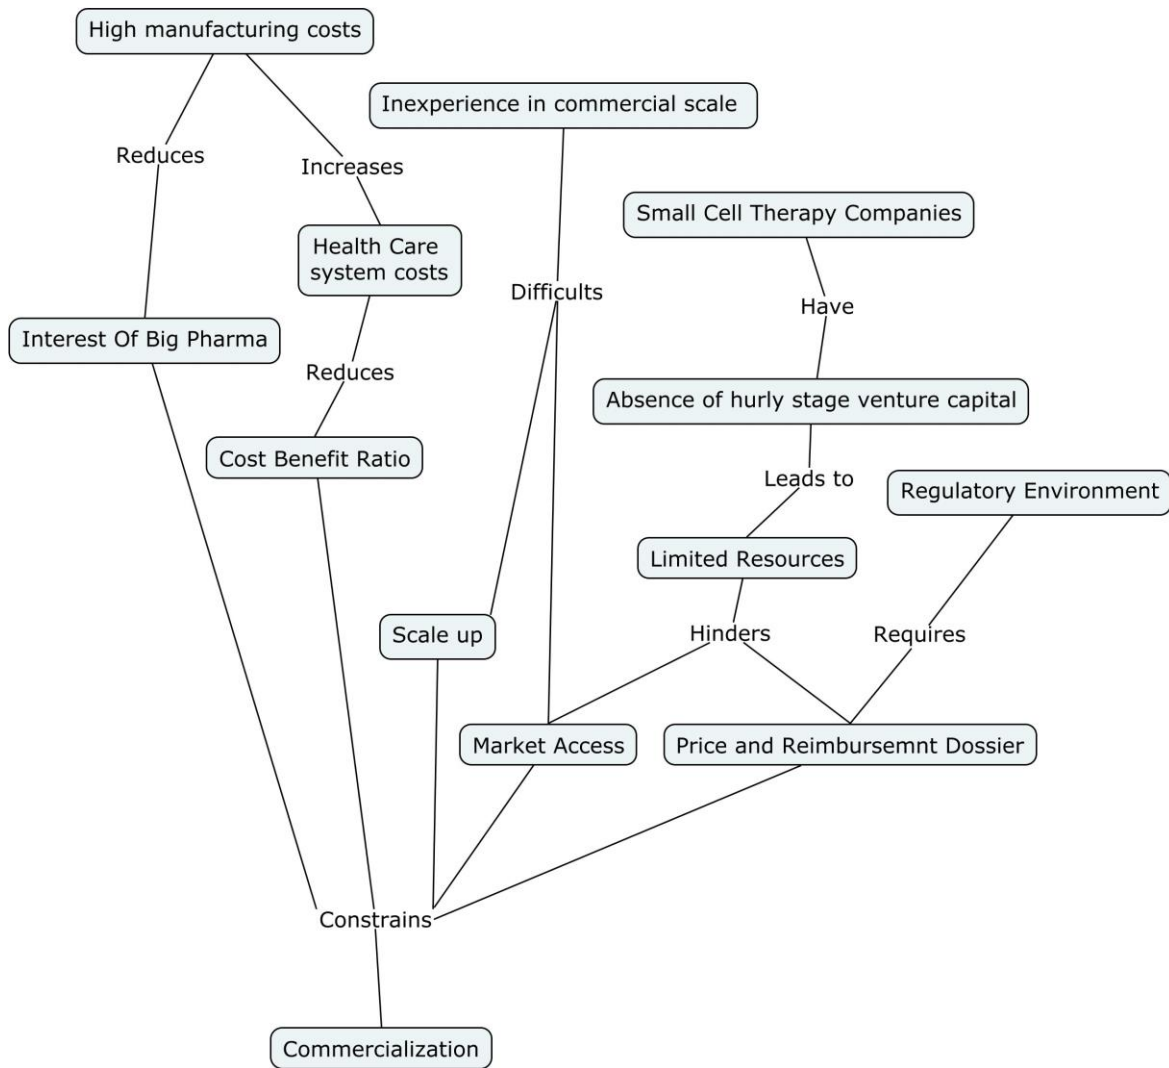 High manufacturing costs
Inexperience in commercial scale
Reduces
Increases
Small Cell Therapy Companies
Health Care
system costs
Difficults
Have
Interest Of Big Pharma
Reduces
Absence of hurly stage venture capital
Cost Benefit Ratio
Leads to
Regulatory Environment
Limited Resources
Scale up
Hinders
Requires
Market Access
Price and Reimbursemnt Dossier
Constrains
Commercialization